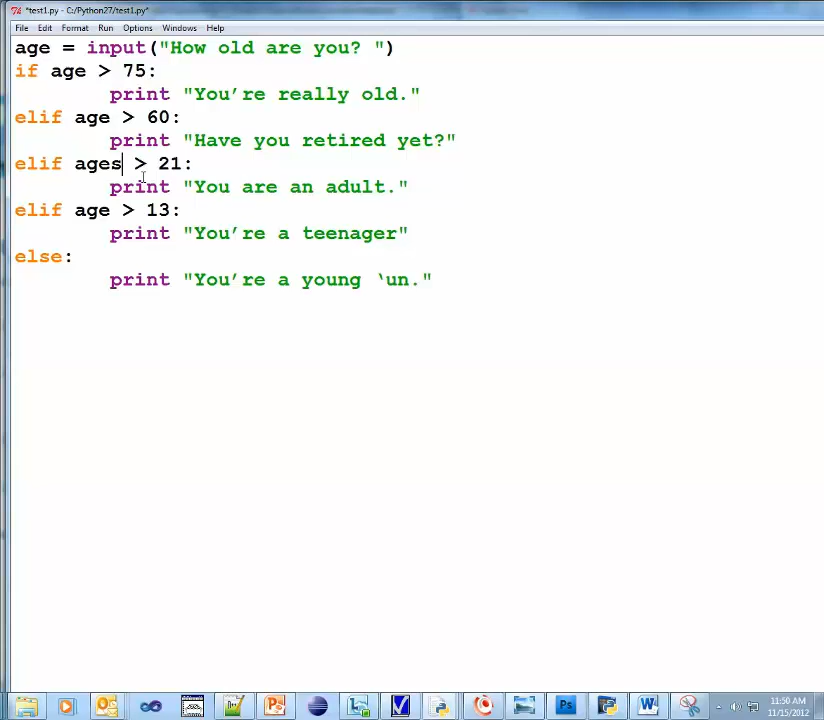 *test1.py - C:/Python27/test1.py*
File Edit Format Run Options Windows Help
age = input("How old are you? ")
if age > 75:
print "You're really old."
elif age > 60:
print "Have you retired yet?"
elif ages > 21:
print "You are an adult."
elif age > 13:
print "You're a teenager"
else:
print "You're a young ‘un."
11:50 AM
11/15/2012